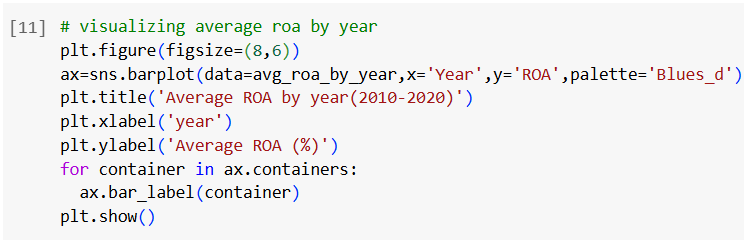 [11] # visualizing average roa by year
plt.figure(figsize=(8,6))
ax=sns.barplot(data=avg_roa_by_year,x='Year',y='ROA',palette='Blues_d')
plt.title('Average ROA by year(2010-2020)')
plt.xlabel('year')
plt.ylabel('Average ROA (%)')
for container in ax.containers:
  ax.bar_label(container)
plt.show()